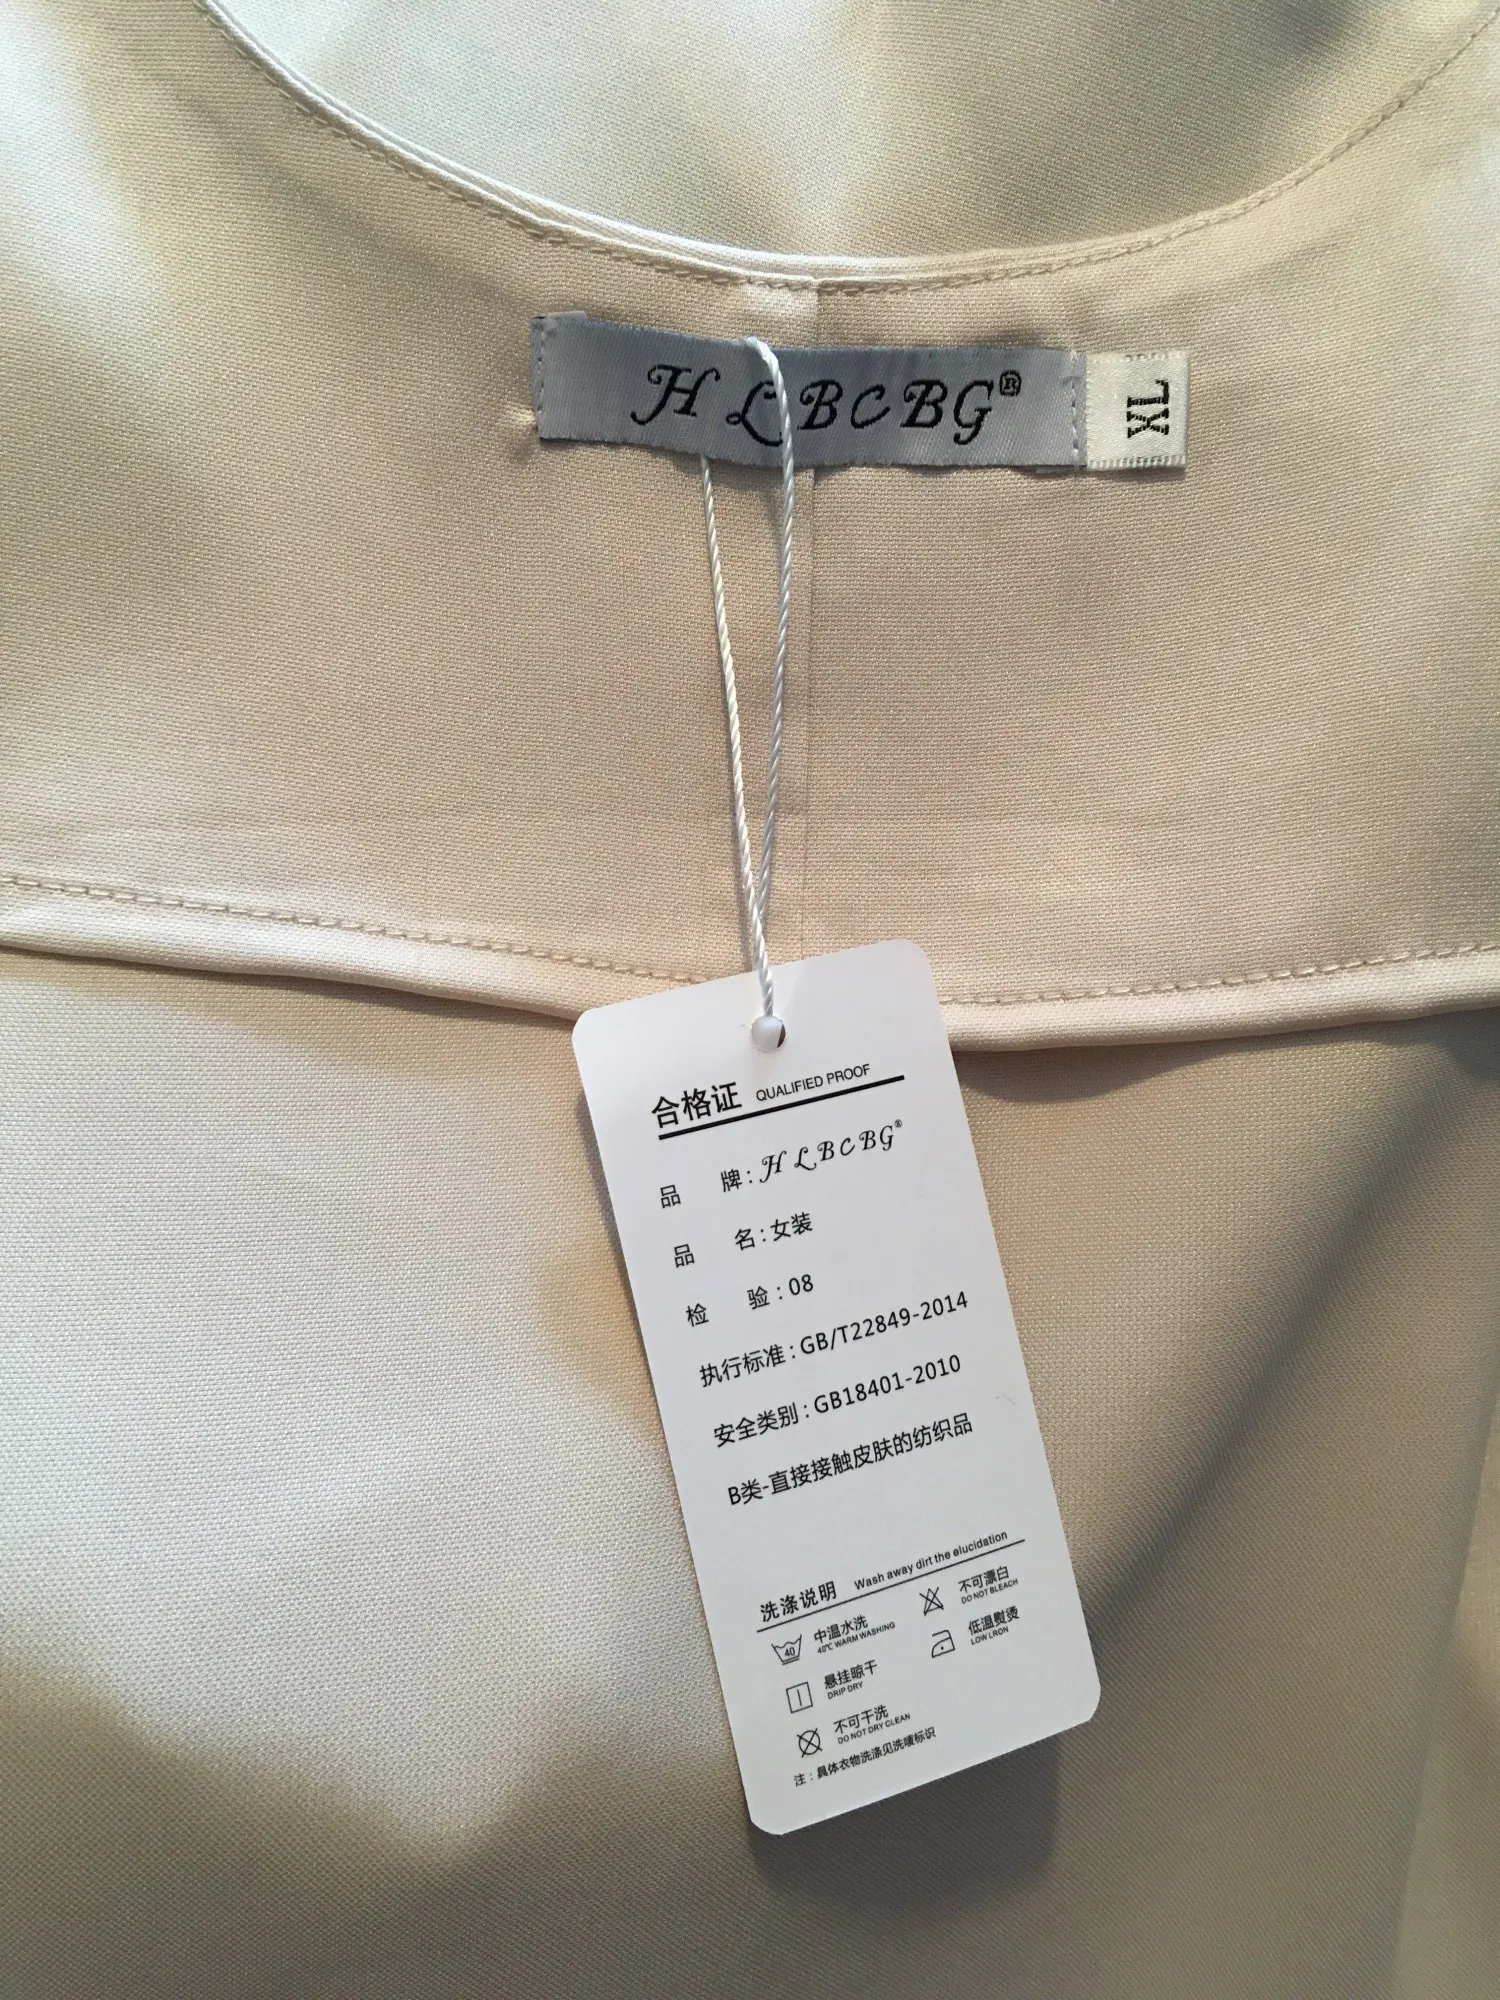 H LBCBG®
XL
合格证 QUALIFIED PROOF
品 牌:H LBCBG®
品 名:女装
检 验:08
执行标准:GB/T22849-2014
安全类别:GB18401-2010
B类-直接接触皮肤的纺织品
洗涤说明 Wash away dirt the elucidation
40 中温水洗 不可漂白
40℃ WARM WASHING DO NOT BLEACH
悬挂晾干 低温熨烫
DRIP DRY LOW LRON
不可干洗
DO NOT DRY CLEAN
注:具体衣物洗涤见洗唛标识